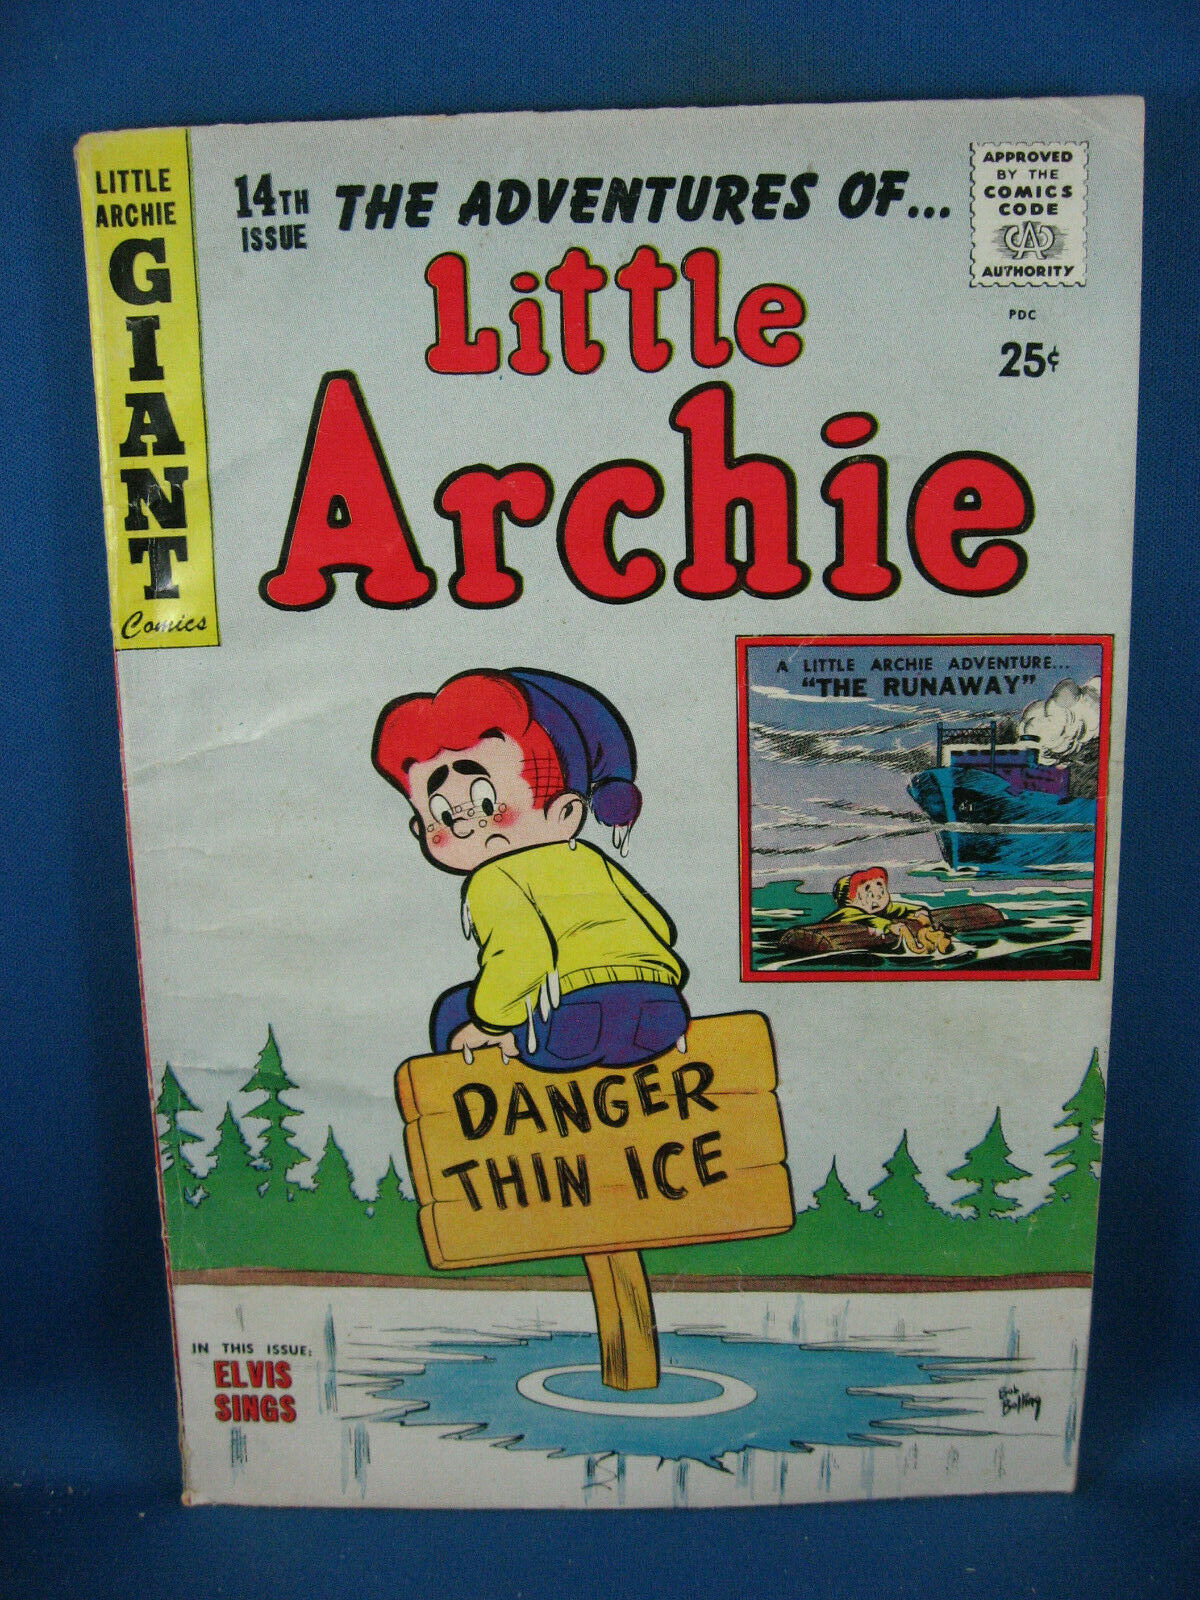 LITTLE
ARCHIE
GIANT
Comics
14TH
ISSUE
THE ADVENTURES OF...
Little
Archie
APPROVED
BY THE
COMICS
CODE
CA
AUTHORITY
PDC
25¢
A LITTLE ARCHIE ADVENTURE...
"THE RUNAWAY"
DANGER
THIN ICE
IN THIS ISSUE:
ELVIS
SINGS
Bob
Bolling